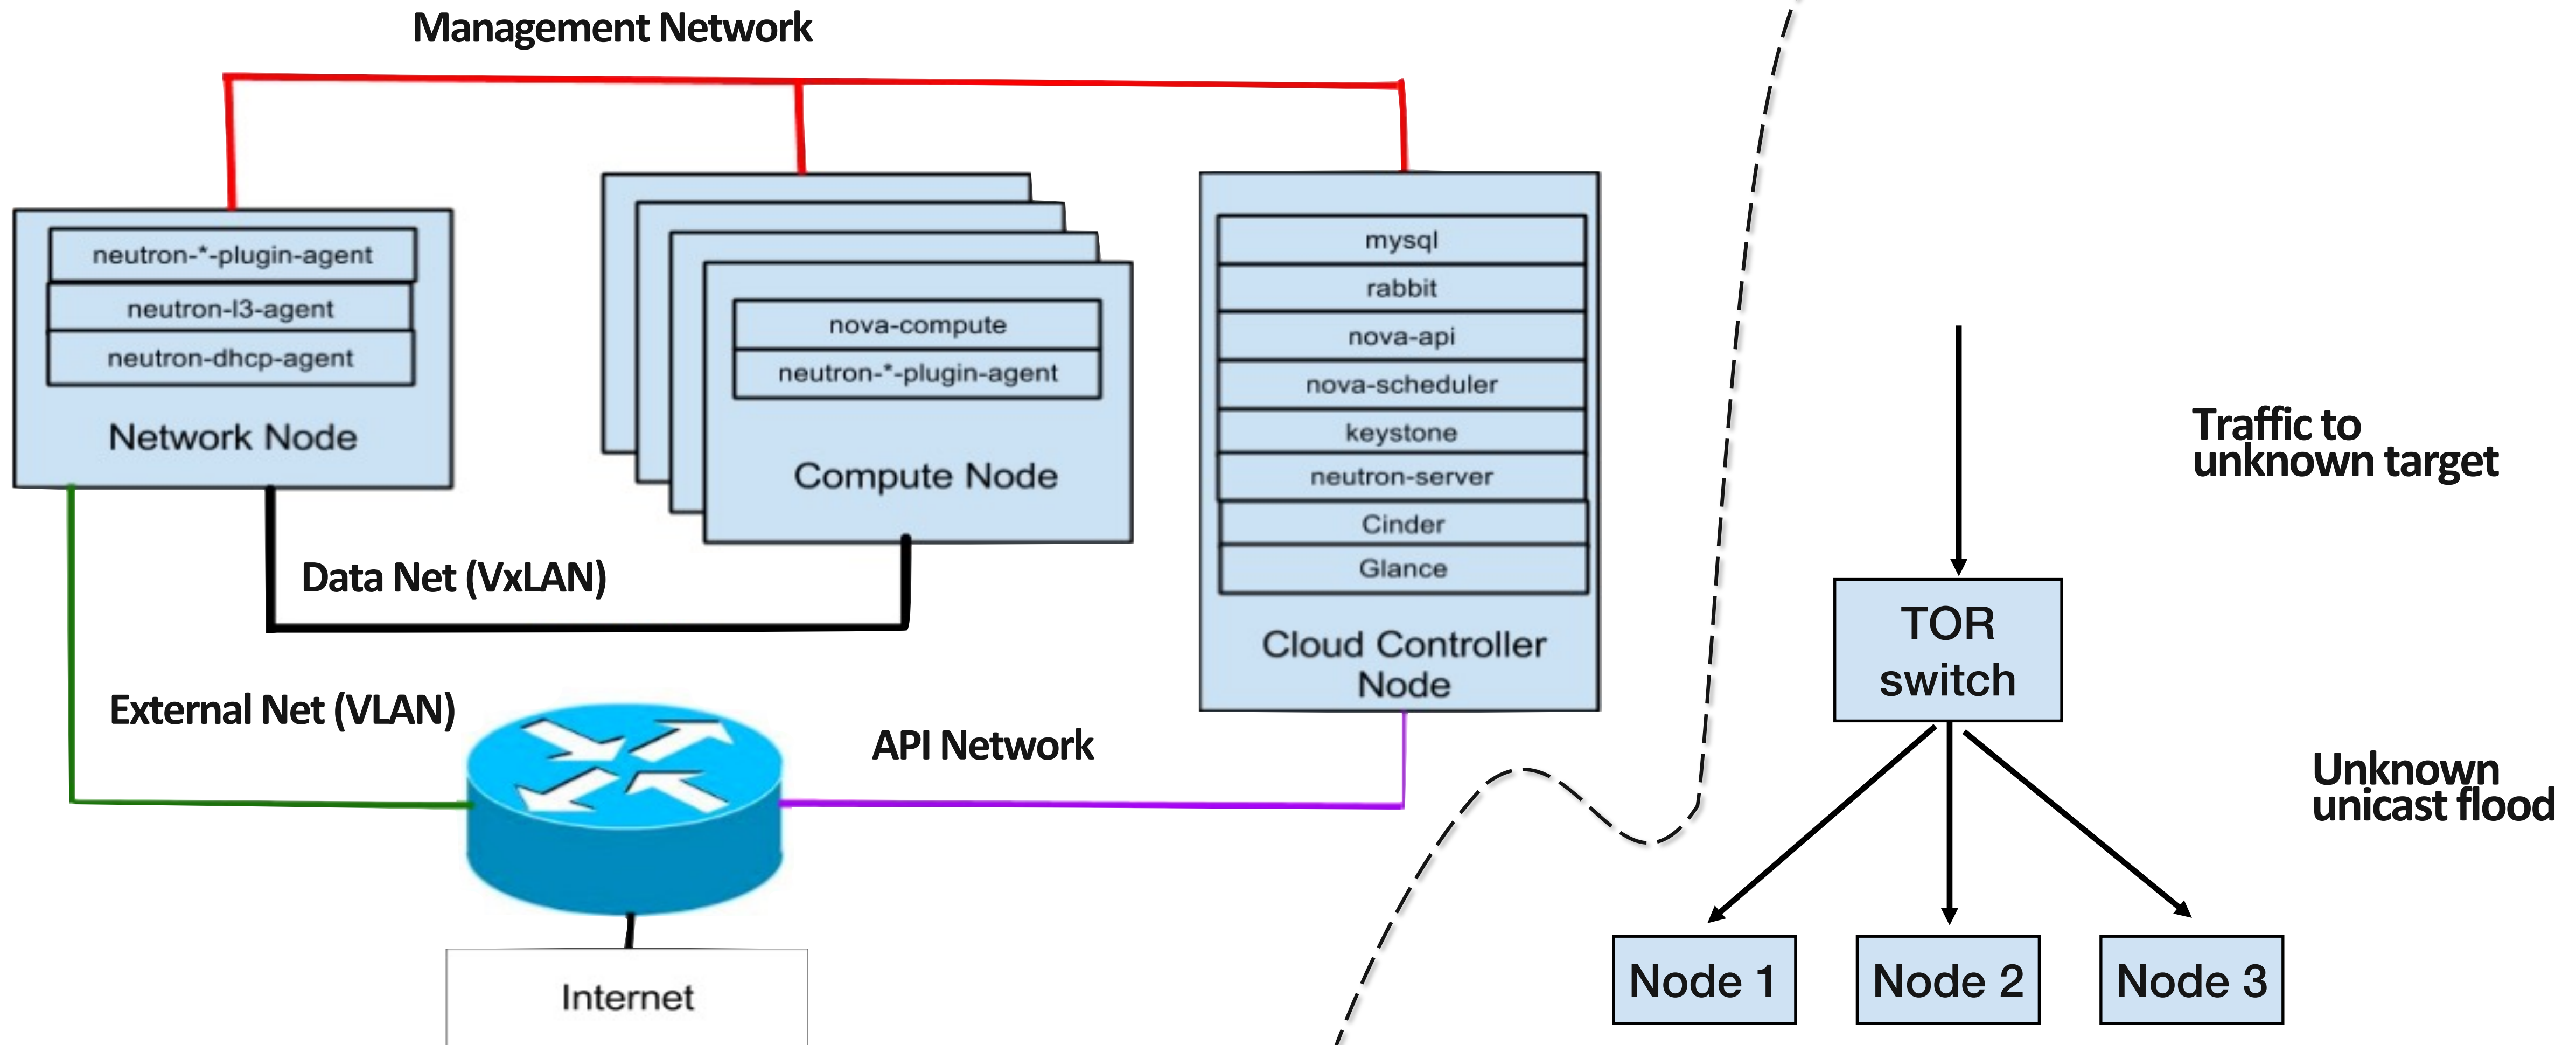 Management Network
neutron-*-plugin-agent
neutron-l3-agent
neutron-dhcp-agent
Network Node
nova-compute
neutron-*-plugin-agent
Compute Node
mysql
rabbit
nova-api
nova-scheduler
keystone
neutron-server
Cinder
Glance
Cloud Controller
Node
Data Net (VxLAN)
External Net (VLAN)
API Network
Internet
Traffic to
unknown target
TOR
switch
Unknown
unicast flood
Node 1
Node 2
Node 3